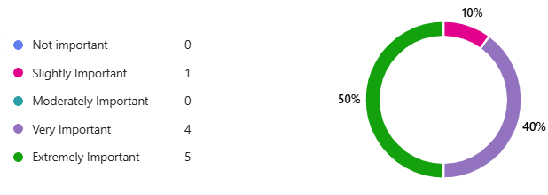 Not important 0
Slightly Important 1
Moderately Important 0
Very Important 4
Extremely Important 5
10%
50%
40%